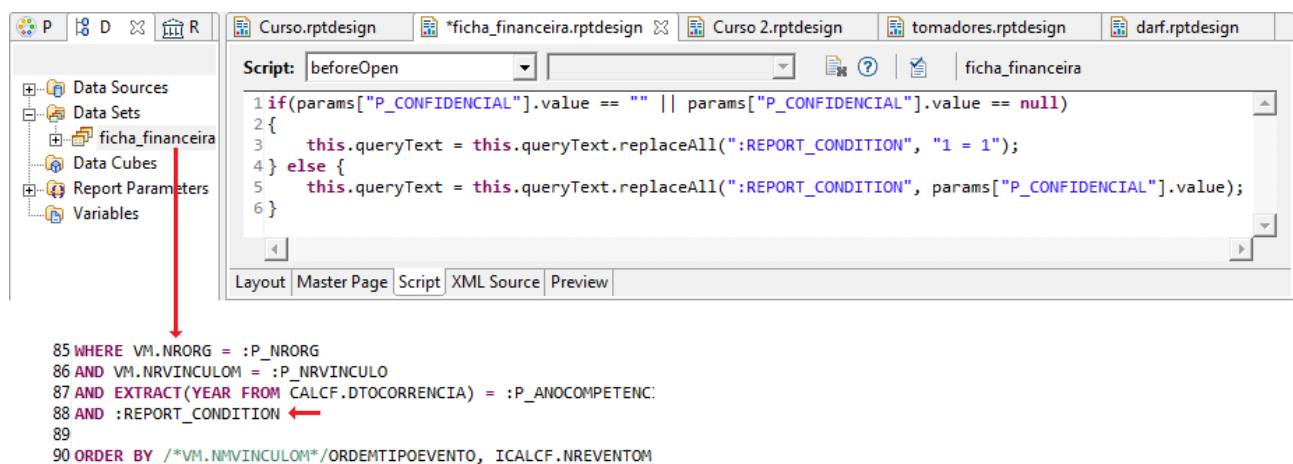 P D R
Curso.rptdesign *ficha_financeira.rptdesign Curso 2.rptdesign tomadores.rptdesign darf.rptdesign
Script: beforeOpen ficha_financeira
Data Sources
Data Sets
ficha_financeira
Data Cubes
Report Parameters
Variables
1 if(params["P_CONFIDENCIAL"].value == "" || params["P_CONFIDENCIAL"].value == null)
2 {
3 this.queryText = this.queryText.replaceAll(":REPORT_CONDITION", "1 = 1");
4 } else {
5 this.queryText = this.queryText.replaceAll(":REPORT_CONDITION", params["P_CONFIDENCIAL"].value);
6 }
Layout Master Page Script XML Source Preview
85 WHERE VM.NRORG = :P_NRORG
86 AND VM.NRVINCULOM = :P_NRVINCULO
87 AND EXTRACT(YEAR FROM CALCF.DTOCORRENCIA) = :P_ANOCOMPETENC
88 AND :REPORT_CONDITION
89
90 ORDER BY /*VM.NMVINCULOM*/ORDEMTIPOEVENTO, ICALCF.NREVENTOM